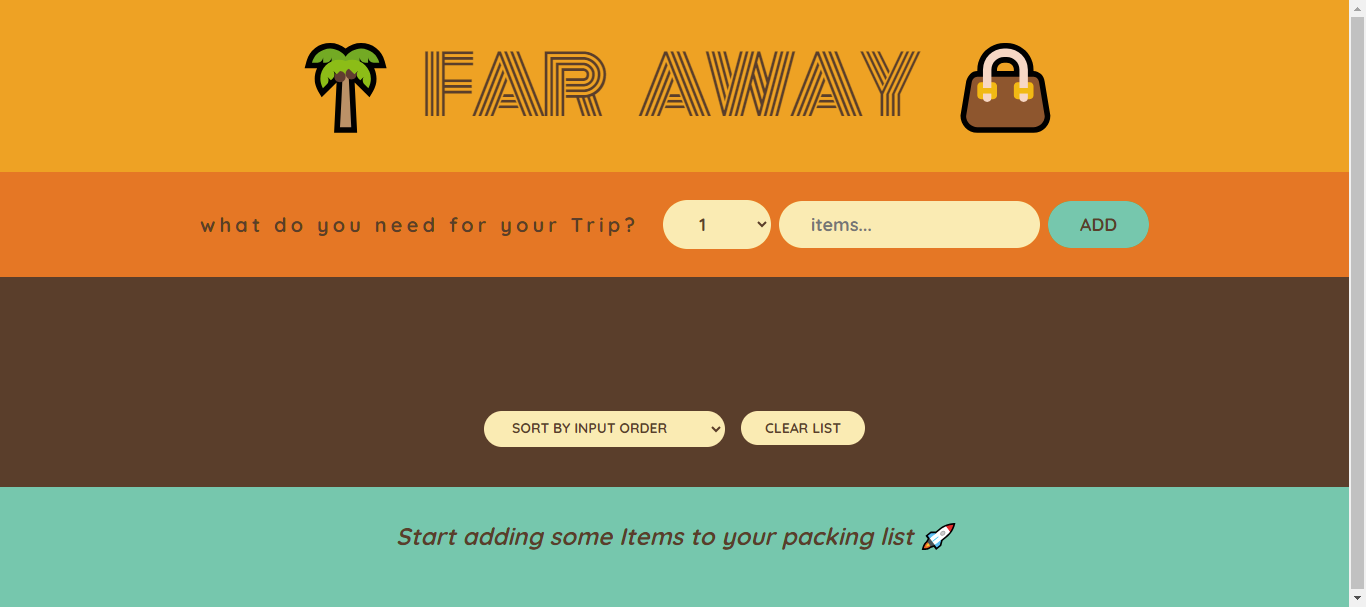 FAR AWAY
what do you need for your Trip? 1 items... ADD
SORT BY INPUT ORDER CLEAR LIST
Start adding some Items to your packing list